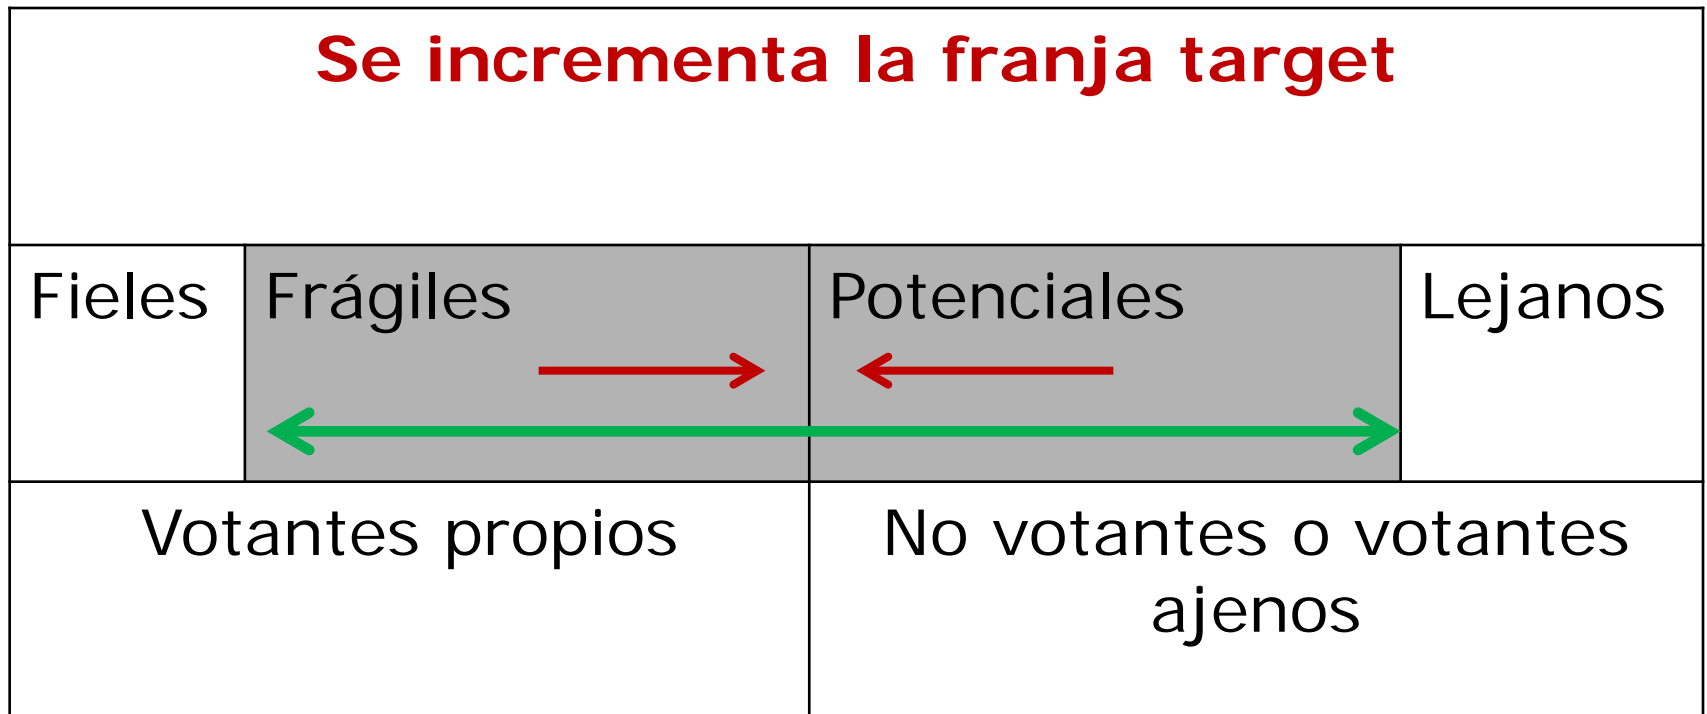 Se incrementa la franja target
Fieles
Frágiles
Potenciales
Lejanos
Votantes propios
No votantes o votantes
ajenos